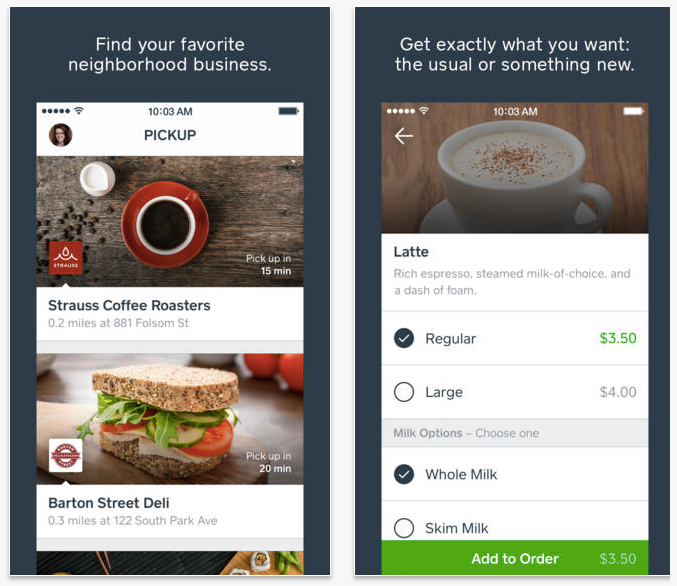 Find your favorite
neighborhood business.
10:03 AM
PICKUP
STRAUSS
Pick up in
15 min
Strauss Coffee Roasters
0.2 miles at 881 Folsom St
BARTON
DELICATESSEN
STREET
Pick up in
20 min
Barton Street Deli
0.3 miles at 122 South Park Ave
Get exactly what you want:
the usual or something new.
10:03 AM
Latte
Rich espresso, steamed milk-of-choice, and
a dash of foam.
Regular $3.50
Large $4.00
Milk Options – Choose one
Whole Milk
Skim Milk
Add to Order $3.50